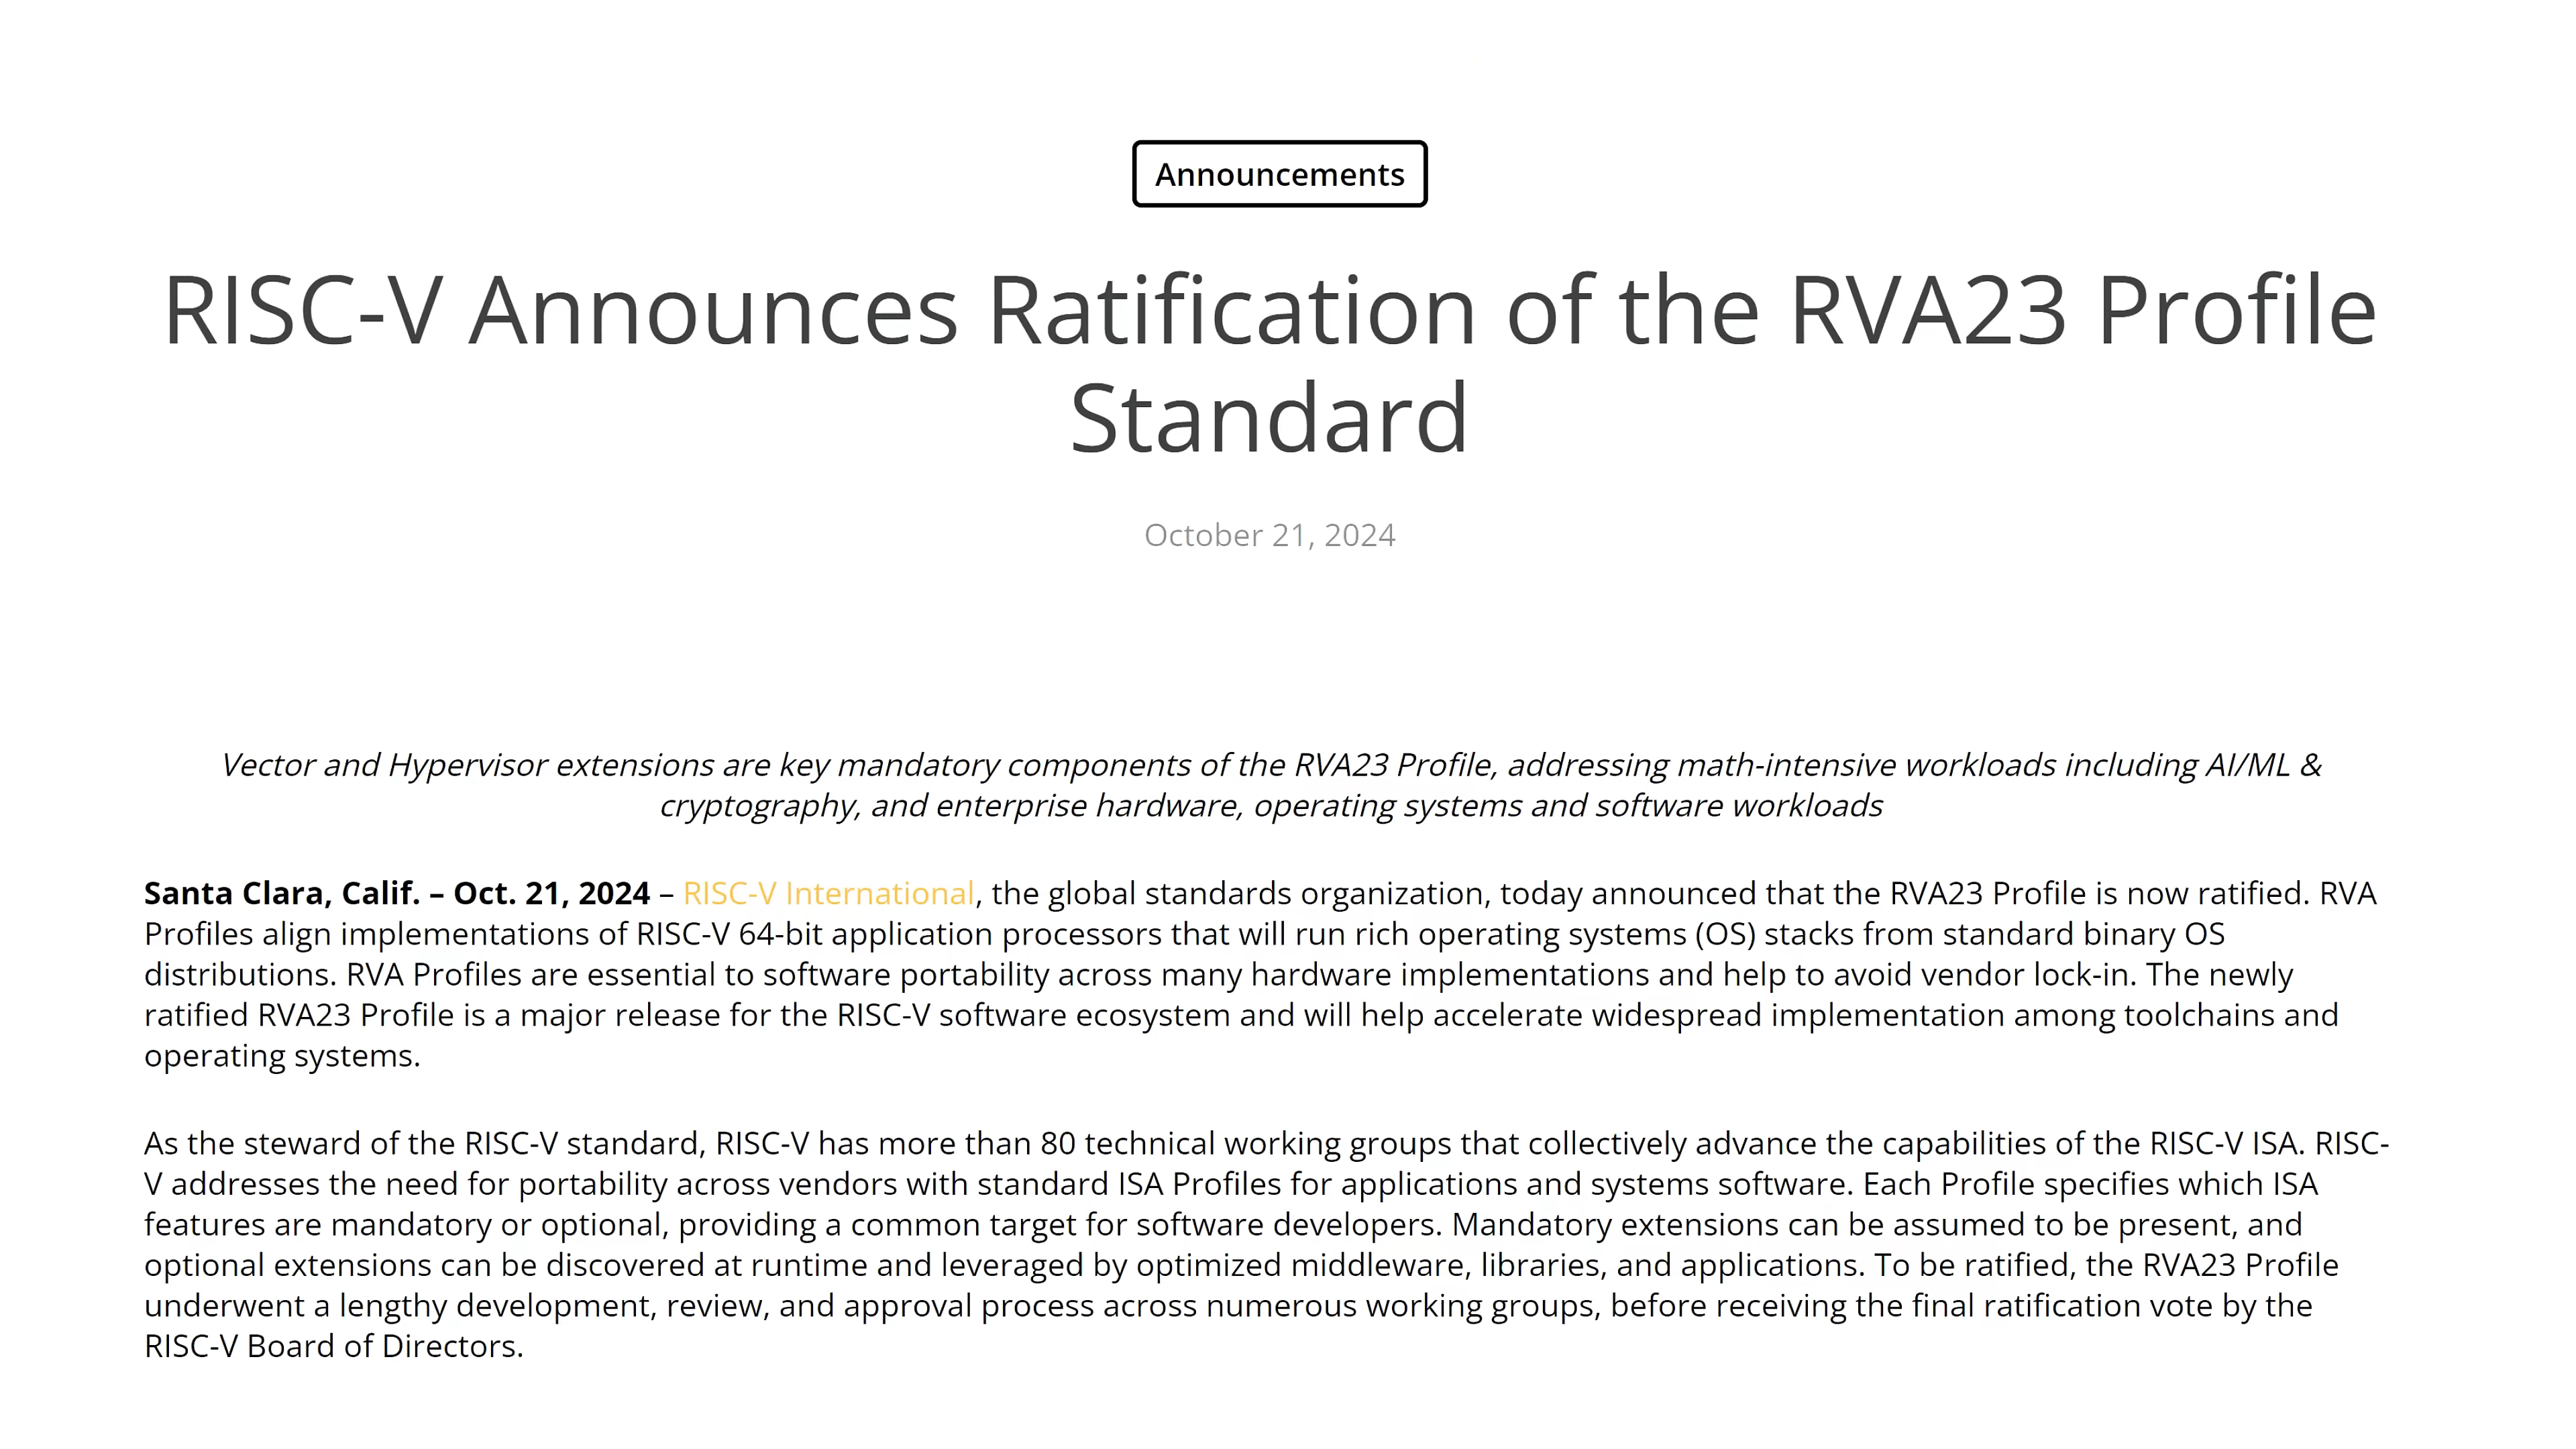 Announcements
RISC-V Announces Ratification of the RVA23 Profile
Standard
October 21, 2024
Vector and Hypervisor extensions are key mandatory components of the RVA23 Profile, addressing math-intensive workloads including AI/ML &
cryptography, and enterprise hardware, operating systems and software workloads
Santa Clara, Calif. – Oct. 21, 2024 – RISC-V International, the global standards organization, today announced that the RVA23 Profile is now ratified. RVA
Profiles align implementations of RISC-V 64-bit application processors that will run rich operating systems (OS) stacks from standard binary OS
distributions. RVA Profiles are essential to software portability across many hardware implementations and help to avoid vendor lock-in. The newly
ratified RVA23 Profile is a major release for the RISC-V software ecosystem and will help accelerate widespread implementation among toolchains and
operating systems.
As the steward of the RISC-V standard, RISC-V has more than 80 technical working groups that collectively advance the capabilities of the RISC-V ISA. RISC-
V addresses the need for portability across vendors with standard ISA Profiles for applications and systems software. Each Profile specifies which ISA
features are mandatory or optional, providing a common target for software developers. Mandatory extensions can be assumed to be present, and
optional extensions can be discovered at runtime and leveraged by optimized middleware, libraries, and applications. To be ratified, the RVA23 Profile
underwent a lengthy development, review, and approval process across numerous working groups, before receiving the final ratification vote by the
RISC-V Board of Directors.